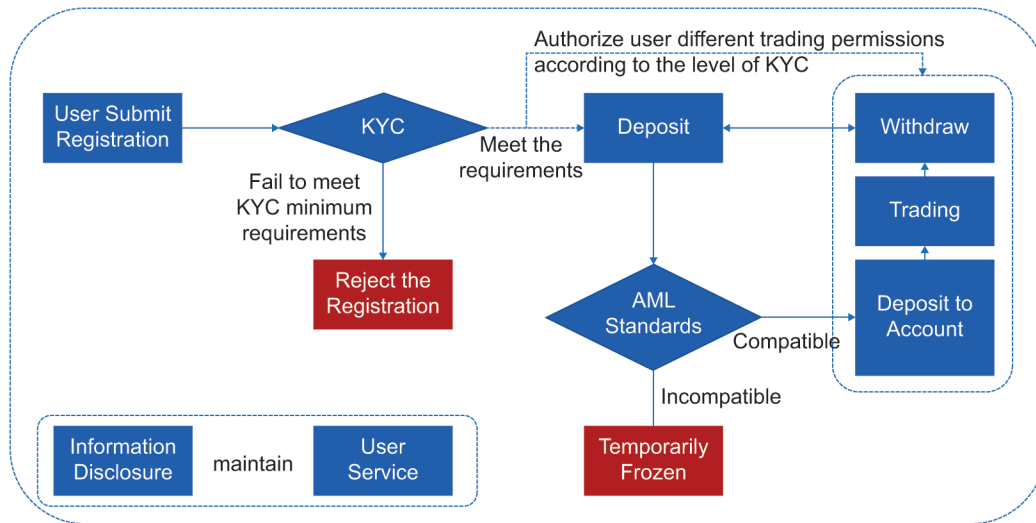 Authorize user different trading permissions
according to the level of KYC
User Submit
Registration
KYC
Deposit
Withdraw
Meet the
requirements
Fail to meet
KYC minimum
requirements
Trading
Reject the
Registration
AML
Standards
Deposit to
Account
Compatible
Incompatible
Information
Disclosure
maintain
User
Service
Temporarily
Frozen